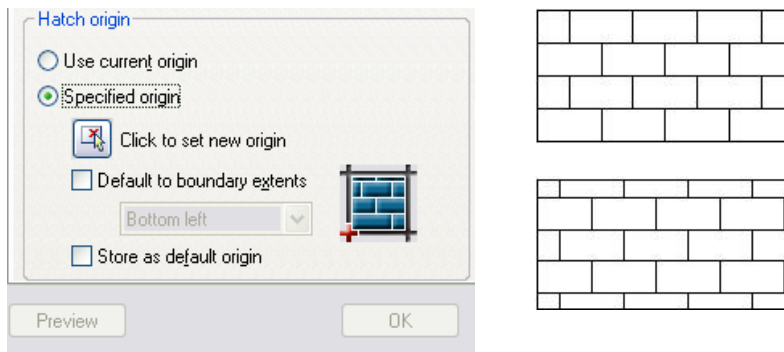 Hatch origin
Use current origin
Specified origin
Click to set new origin
Default to boundary extents
Bottom left
Store as default origin
Preview
OK